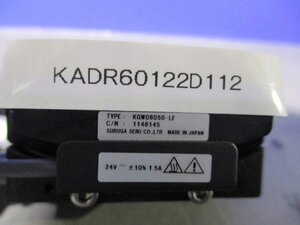 KADR60122D112
TYPE: KGW06050-LF
C/N : 1146145
SURUGA SEIKI CO.,LTD. MADE IN JAPAN
24V ⎓ ±10% 1.5A